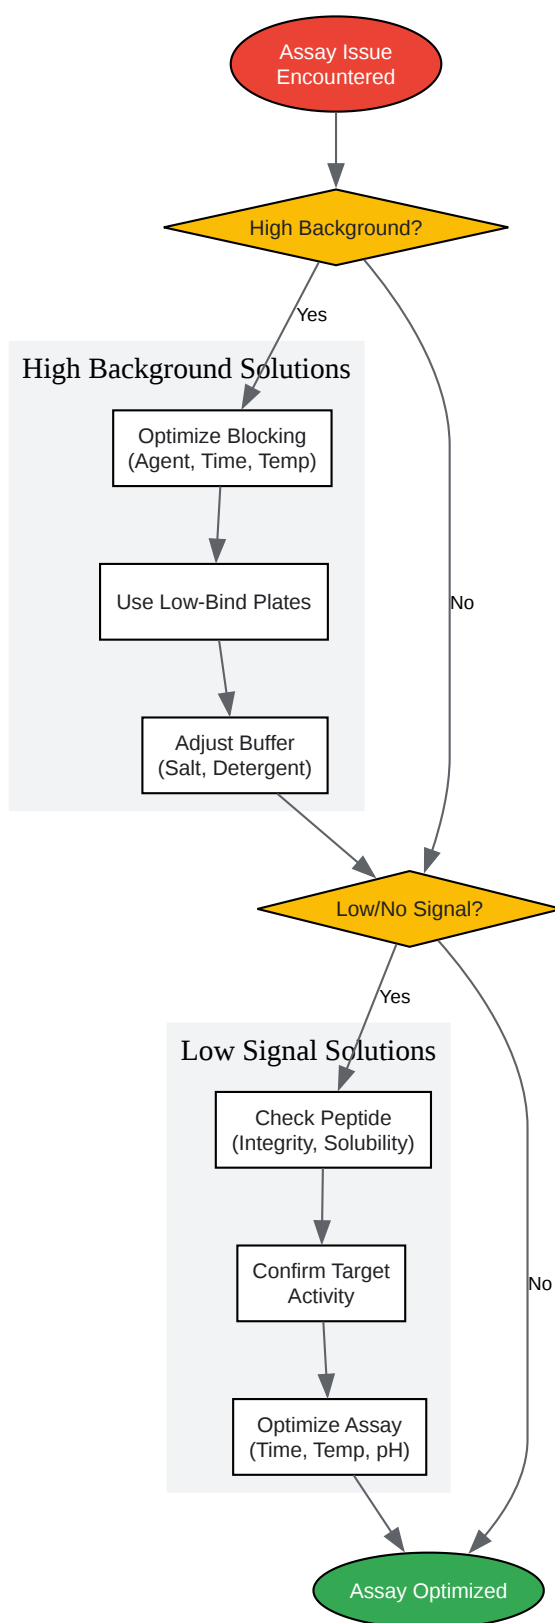 Assay Issue
Encountered
High Background?
Yes
High Background Solutions
Optimize Blocking
(Agent, Time, Temp)
Use Low-Bind Plates
No
Adjust Buffer
(Salt, Detergent)
Low/No Signal?
Yes
Low Signal Solutions
Check Peptide
(Integrity, Solubility)
Confirm Target
Activity
No
Optimize Assay
(Time, Temp, pH)
Assay Optimized